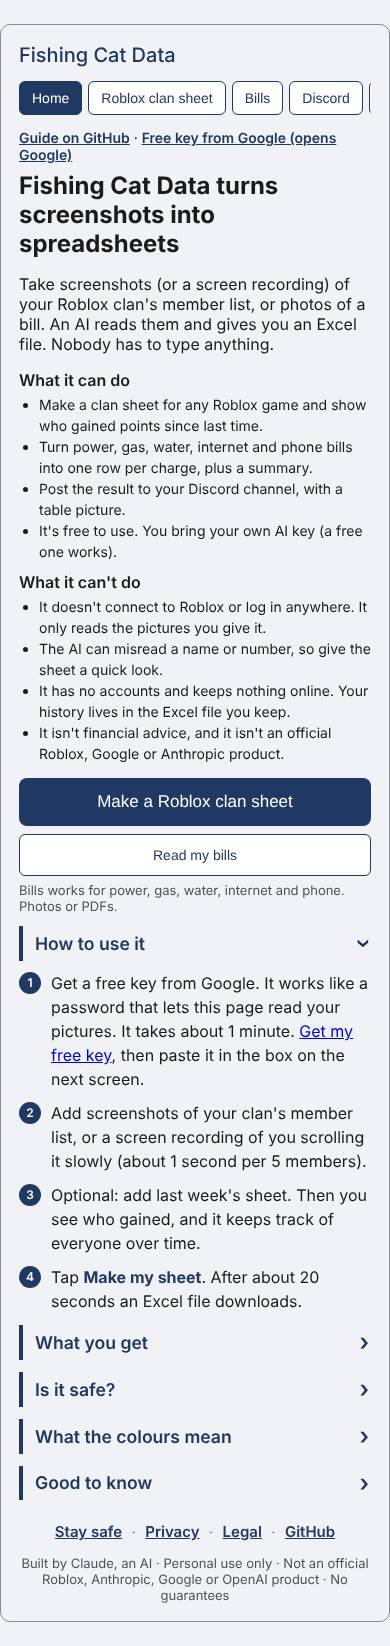 Fishing Cat Data
Home
Roblox clan sheet
Bills
Discord
Guide on GitHub · Free key from Google (opens
Google)
Fishing Cat Data turns
screenshots into
spreadsheets
Take screenshots (or a screen recording) of
your Roblox clan's member list, or photos of a
bill. An AI reads them and gives you an Excel
file. Nobody has to type anything.
What it can do
• Make a clan sheet for any Roblox game and show
who gained points since last time.
• Turn power, gas, water, internet and phone bills
into one row per charge, plus a summary.
• Post the result to your Discord channel, with a
table picture.
• It's free to use. You bring your own AI key (a free
one works).
What it can't do
• It doesn't connect to Roblox or log in anywhere. It
only reads the pictures you give it.
• The AI can misread a name or number, so give the
sheet a quick look.
• It has no accounts and keeps nothing online. Your
history lives in the Excel file you keep.
• It isn't financial advice, and it isn't an official
Roblox, Google or Anthropic product.
Make a Roblox clan sheet
Read my bills
Bills works for power, gas, water, internet and phone.
Photos or PDFs.
How to use it
1 Get a free key from Google. It works like a
password that lets this page read your
pictures. It takes about 1 minute. Get my
free key, then paste it in the box on the
next screen.
2 Add screenshots of your clan's member
list, or a screen recording of you scrolling
it slowly (about 1 second per 5 members).
3 Optional: add last week's sheet. Then you
see who gained, and it keeps track of
everyone over time.
4 Tap Make my sheet. After about 20
seconds an Excel file downloads.
What you get
Is it safe?
What the colours mean
Good to know
Stay safe · Privacy · Legal · GitHub
Built by Claude, an AI · Personal use only · Not an official
Roblox, Anthropic, Google or OpenAI product · No
guarantees